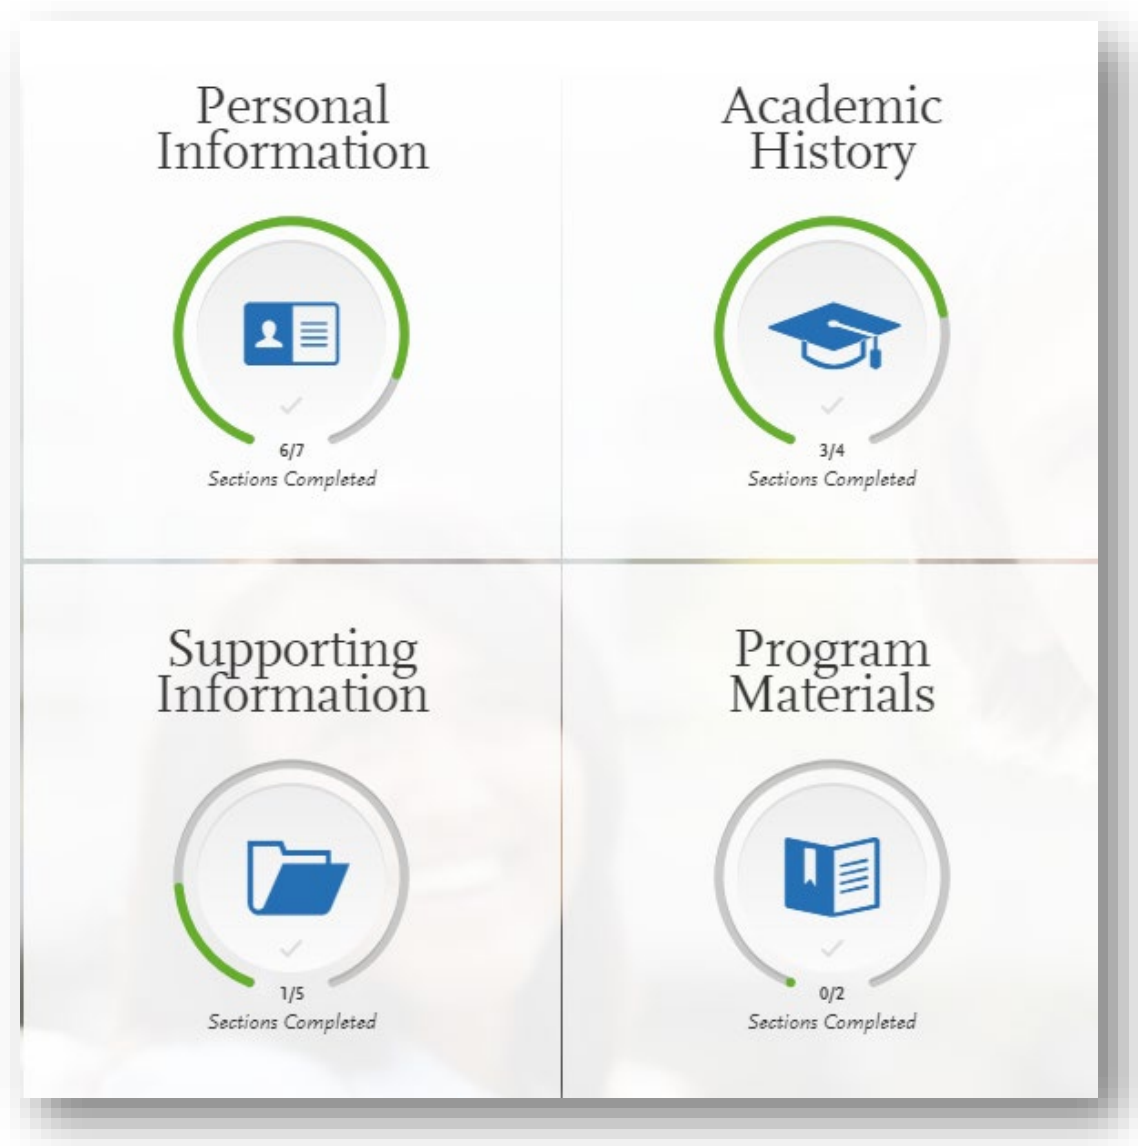 Personal
Information
6/7
Sections Completed
Academic
History
3/4
Sections Completed
Supporting
Information
1/5
Sections Completed
Program
Materials
0/2
Sections Completed